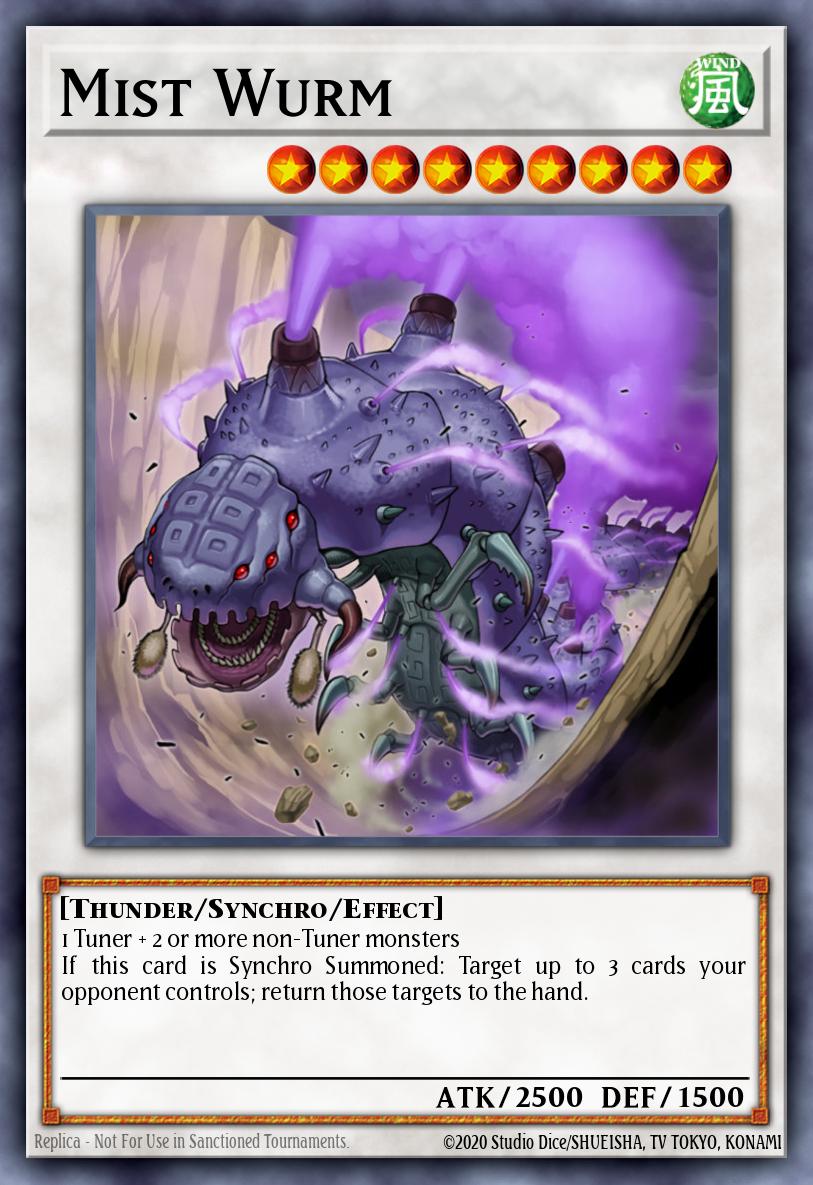 Mist Wurm
WIND
風
[Thunder/Synchro/Effect]
1 Tuner + 2 or more non-Tuner monsters
If this card is Synchro Summoned: Target up to 3 cards your
opponent controls; return those targets to the hand.
ATK/2500 DEF/1500
Replica - Not For Use in Sanctioned Tournaments.
©2020 Studio Dice/SHUEISHA, TV TOKYO, KONAMI